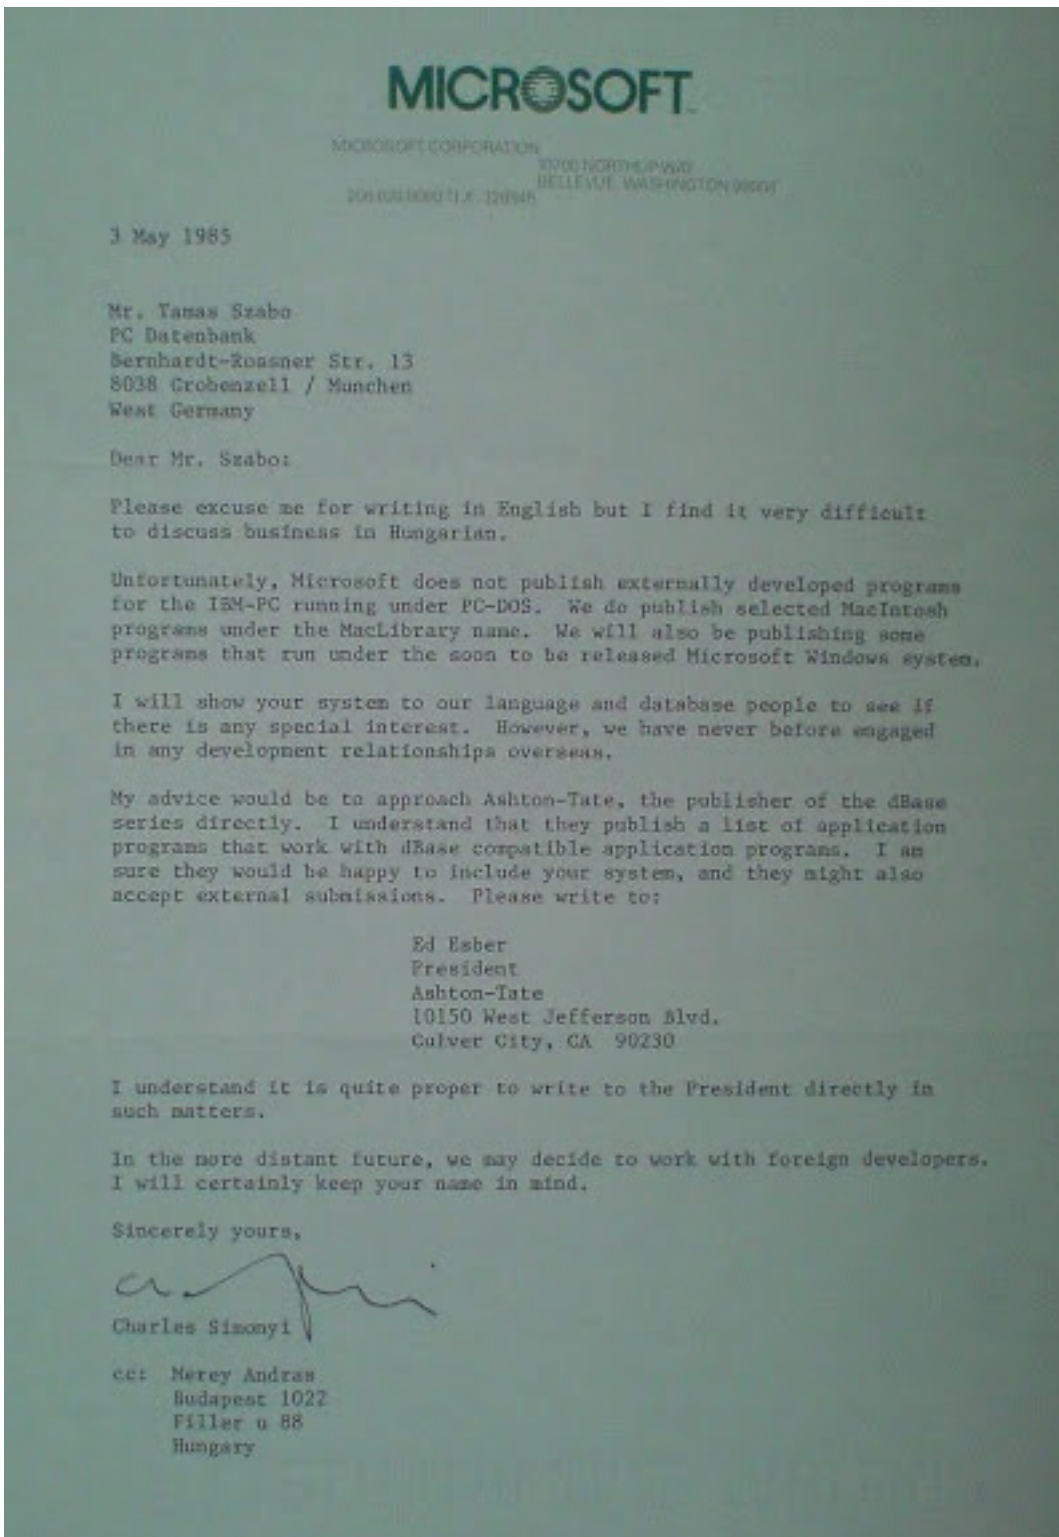 MICROSOFT
MICROSOFT CORPORATION
10700 NORTHUP WAY
BELLEVUE, WASHINGTON 98004
3 May 1985
Mr. Tamas Szabo
PC Datenbank
Bernhardt-Roasner Str. 13
8038 Grobenzell / Munchen
West Germany
Dear Mr. Szabo:
Please excuse me for writing in English but I find it very difficult
to discuss business in Hungarian.
Unfortunately, Microsoft does not publish externally developed programs
for the IBM-PC running under PC-DOS.  We do publish selected MacIntosh
programs under the MacLibrary name.  We will also be publishing some
programs that run under the soon to be released Microsoft Windows system.
I will show your system to our language and database people to see if
there is any special interest.  However, we have never before engaged
in any development relationships overseas.
My advice would be to approach Ashton-Tate, the publisher of the dBase
series directly.  I understand that they publish a list of application
programs that work with dBase compatible application programs.  I am
sure they would be happy to include your system, and they might also
accept external submissions.  Please write to:
Ed Esber
President
Ashton-Tate
10150 West Jefferson Blvd.
Culver City, CA  90230
I understand it is quite proper to write to the President directly in
such matters.
In the more distant future, we may decide to work with foreign developers.
I will certainly keep your name in mind.
Sincerely yours,
Charles Simonyi
cc:  Merey Andras
Budapest 1022
Filler u 88
Hungary